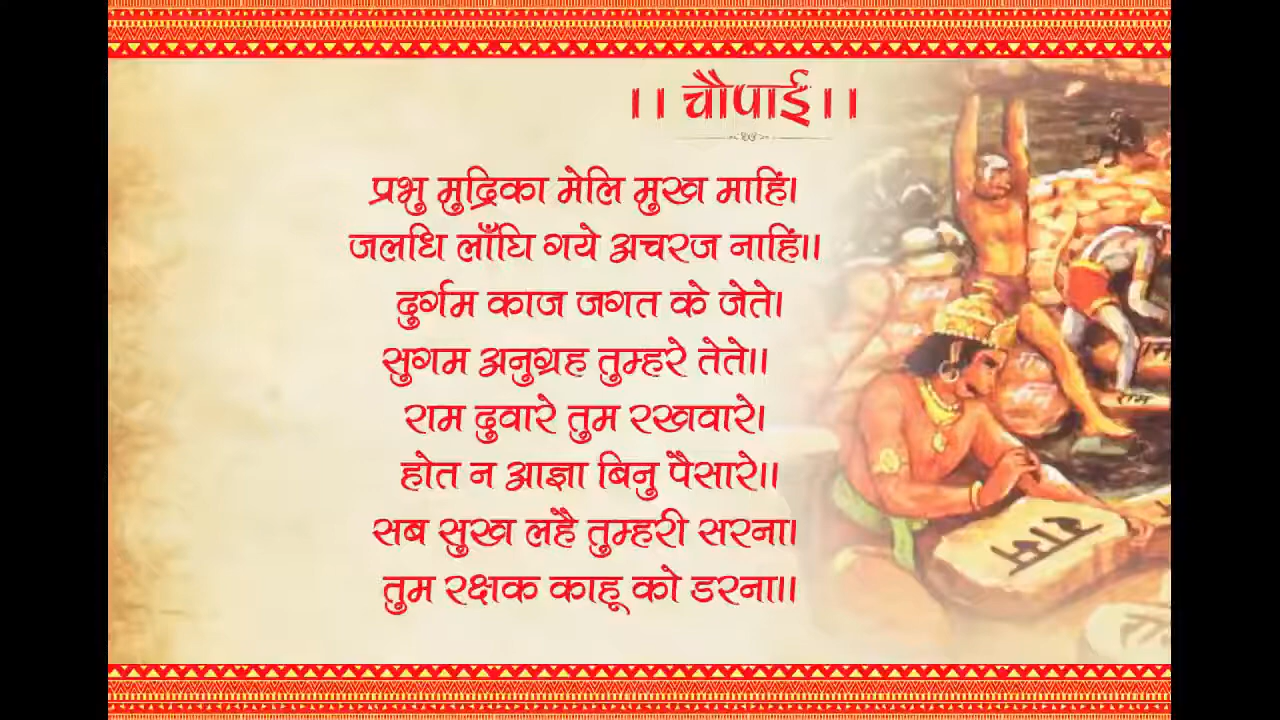 ।। चौपाई ।।
प्रभु मुद्रिका मेलि मुख माहिं।
जलधि लाँघि गये अचरज नाहिं।।
दुर्गम काज जगत के जेते।
सुगम अनुग्रह तुम्हरे तेते।।
राम दुवारे तुम रखवारे।
होत न आज्ञा बिनु पैसारे।।
सब सुख लहै तुम्हरी सरना।
तुम रक्षक काहू को डरना।।
राम
राम